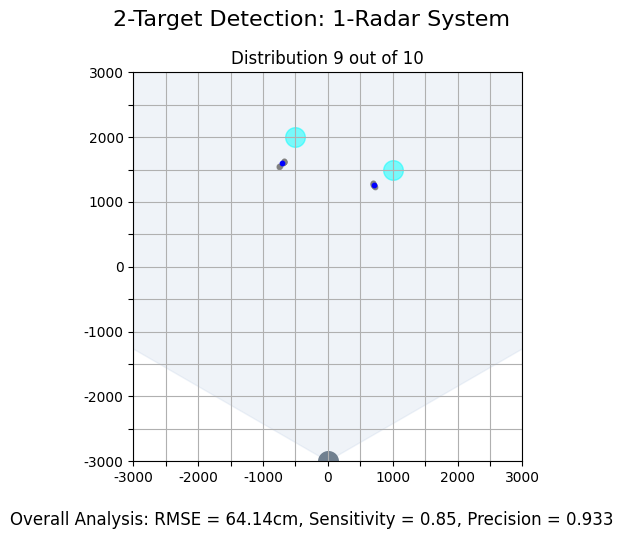 2-Target Detection: 1-Radar System
Distribution 9 out of 10
3000
2000
1000
0
-1000
-2000
-3000
-3000 -2000 -1000 0 1000 2000 3000
Overall Analysis: RMSE = 64.14cm, Sensitivity = 0.85, Precision = 0.933